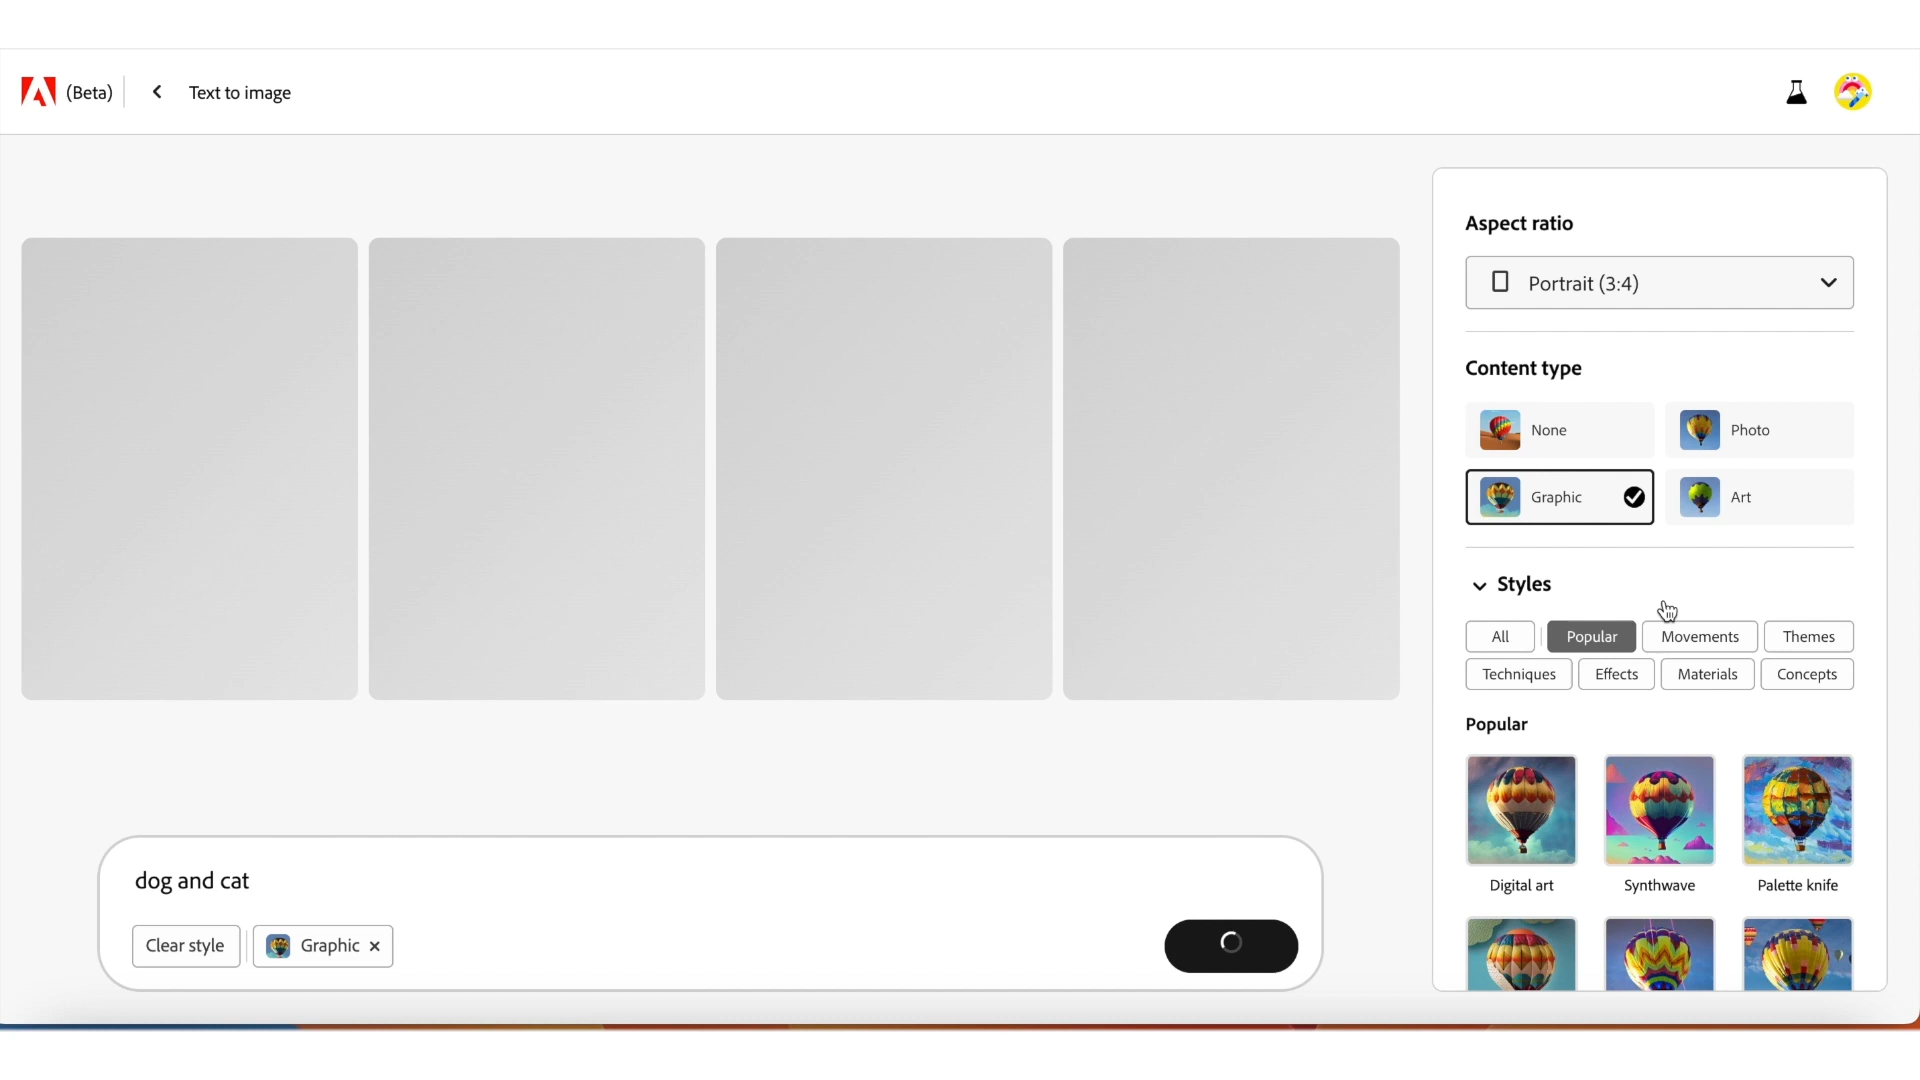 (Beta)
Text to image
Aspect ratio
Portrait (3:4)
Content type
None
Photo
Graphic
Art
Styles
All
Popular
Movements
Themes
Techniques
Effects
Materials
Concepts
Popular
Digital art
Synthwave
Palette knife
dog and cat
Clear style
Graphic